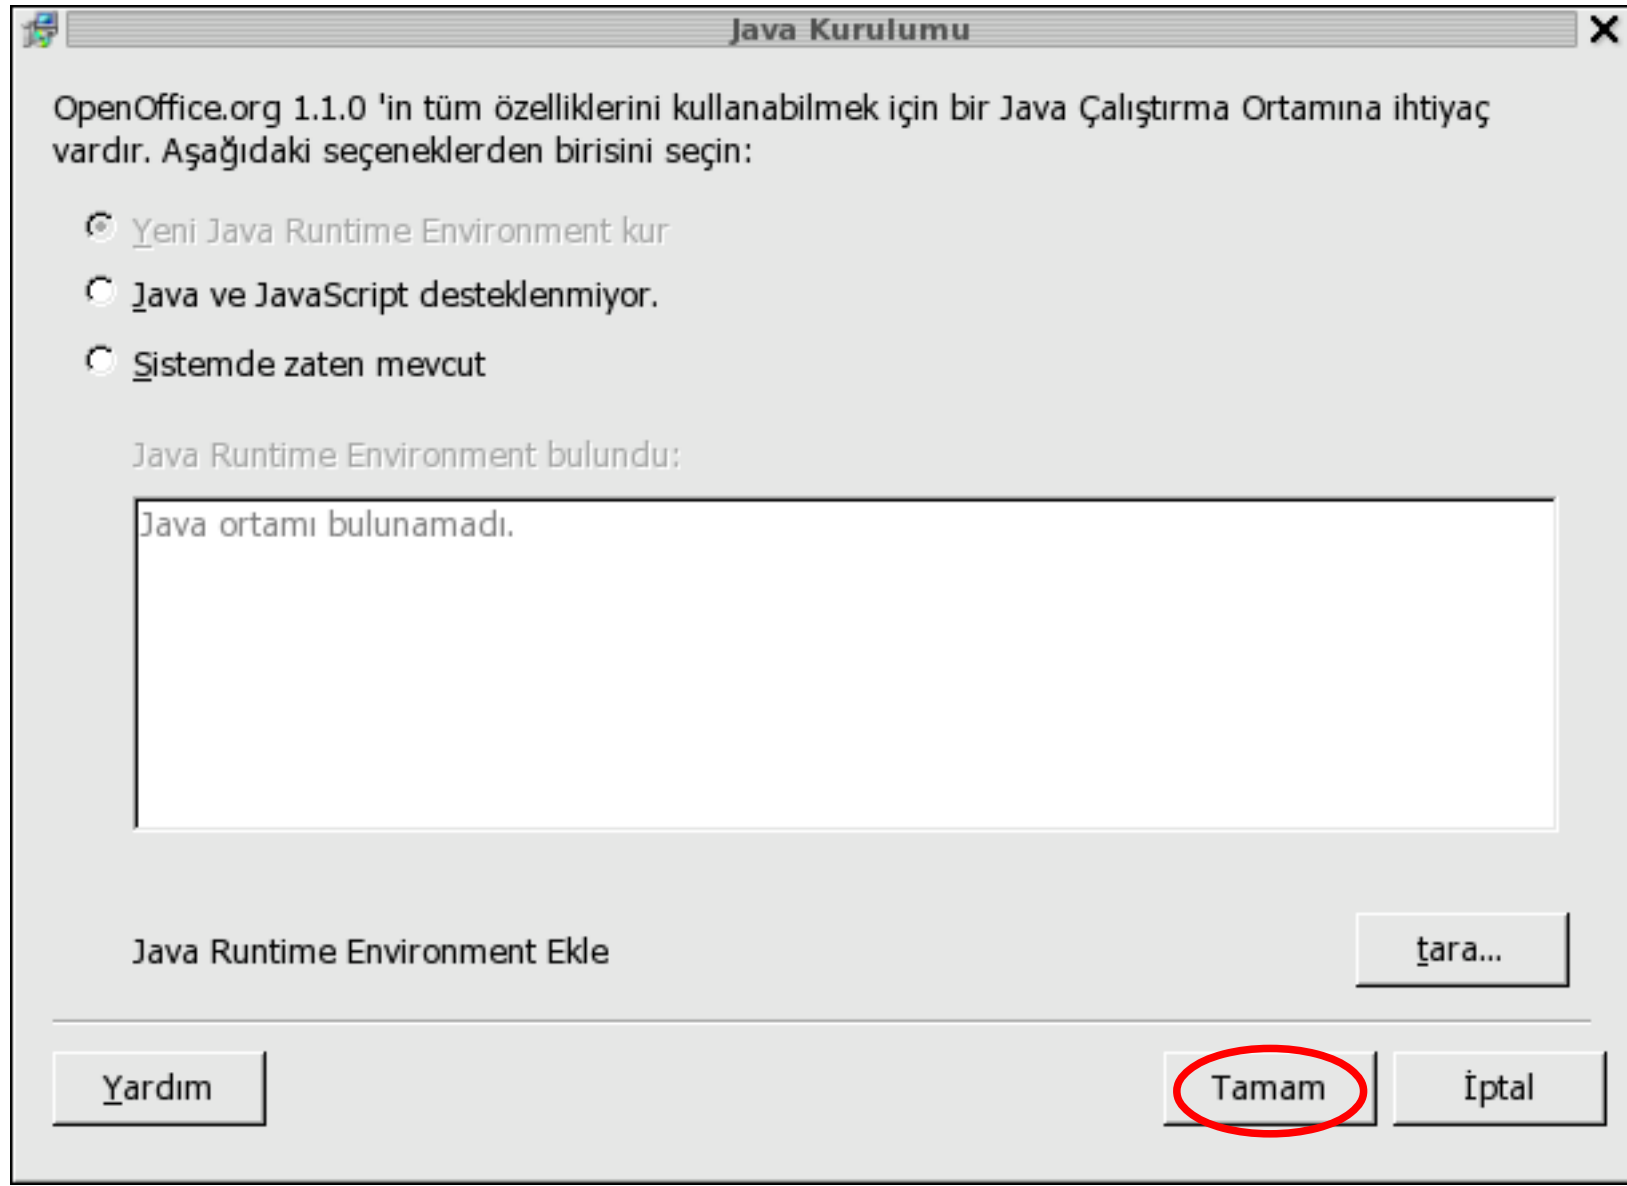 Java Kurulumu
OpenOffice.org 1.1.0 'in tüm özelliklerini kullanabilmek için bir Java Çalıştırma Ortamına ihtiyaç
vardır. Aşağıdaki seçeneklerden birisini seçin:
Yeni Java Runtime Environment kur
Java ve JavaScript desteklenmiyor.
Sistemde zaten mevcut
Java Runtime Environment bulundu:
Java ortamı bulunamadı.
Java Runtime Environment Ekle
tara...
Yardım
Tamam
İptal